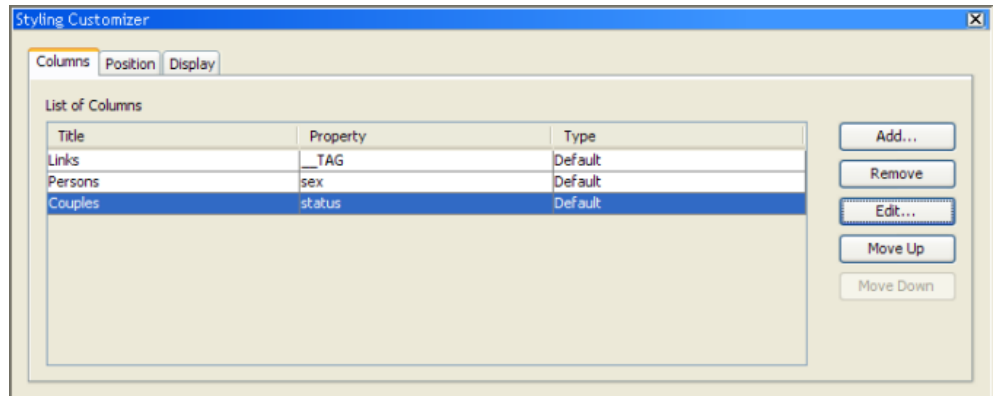 Styling Customizer
Columns Position Display
List of Columns
Title Property Type
Links __TAG Default
Persons sex Default
Couples status Default
Add...
Remove
Edit...
Move Up
Move Down